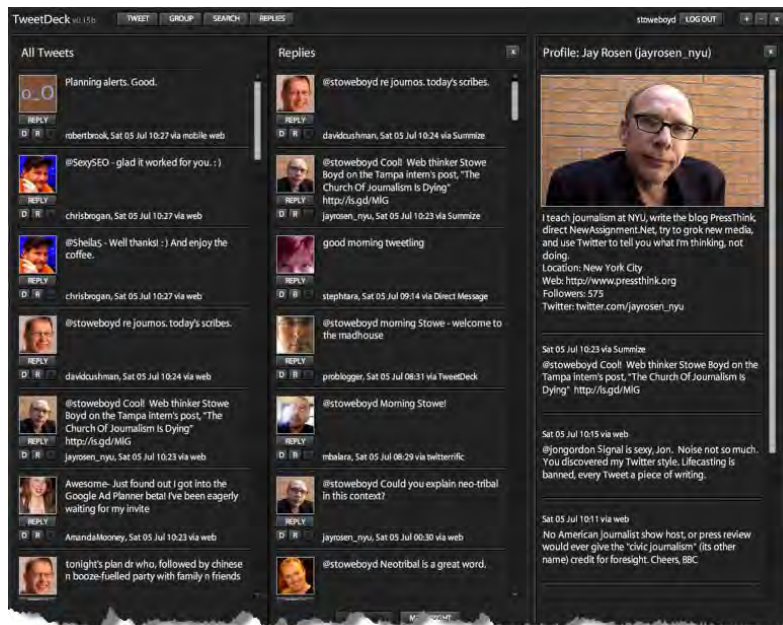 TweetDeck v0.15b
TWEET GROUP SEARCH REPLIES
stoweboyd LOG OUT + - x
All Tweets
Planning alerts. Good.
o_O
REPLY
D R
robertbrook, Sat 05 Jul 10:27 via mobile web
@SexySEO - glad it worked for you. : )
REPLY
D R
chrisbrogan, Sat 05 Jul 10:27 via web
@Sheila5 - Well thanks! : ) And enjoy the
coffee.
REPLY
D R
chrisbrogan, Sat 05 Jul 10:27 via web
@stoweboyd re journos. today's scribes.
REPLY
D R
davidcushman, Sat 05 Jul 10:24 via web
@stoweboyd Cool! Web thinker Stowe
Boyd on the Tampa intern's post, "The
Church Of Journalism Is Dying"
http://is.gd/MiG
REPLY
D R
jayrosen_nyu, Sat 05 Jul 10:23 via web
Awesome- Just found out I got into the
Google Ad Planner beta! I've been eagerly
waiting for my invite
REPLY
D R
AmandaMooney, Sat 05 Jul 10:23 via web
tonight's plan dr who, followed by chinese
n booze-fuelled party with family n friends
Replies x
@stoweboyd re journos. today's scribes.
REPLY
D R
davidcushman, Sat 05 Jul 10:24 via Summize
@stoweboyd Cool! Web thinker Stowe
Boyd on the Tampa intern's post, "The
Church Of Journalism Is Dying"
http://is.gd/MiG
REPLY
D R
jayrosen_nyu, Sat 05 Jul 10:23 via Summize
good morning tweetling
REPLY
D R
stephtara, Sat 05 Jul 09:14 via Direct Message
@stoweboyd morning Stowe - welcome to
the madhouse
REPLY
D R
problogger, Sat 05 Jul 08:31 via TweetDeck
@stoweboyd Morning Stowe!
REPLY
D R
mbalara, Sat 05 Jul 08:29 via twitterrific
@stoweboyd Could you explain neo-tribal
in this context?
REPLY
D R
jayrosen_nyu, Sat 05 Jul 00:30 via web
@stoweboyd Neotribal is a great word.
Profile: Jay Rosen (jayrosen_nyu)
I teach journalism at NYU, write the blog PressThink,
direct NewAssignment.Net, try to grok new media,
and use Twitter to tell you what I'm thinking, not
doing.
Location: New York City
Web: http://www.pressthink.org
Followers: 575
Twitter: twitter.com/jayrosen_nyu
Sat 05 Jul 10:23 via Summize
@stoweboyd Cool! Web thinker Stowe Boyd on the
Tampa intern's post, "The Church Of Journalism Is
Dying" http://is.gd/MiG
Sat 05 Jul 10:15 via web
@jongordon Signal is sexy, Jon. Noise not so much.
You discovered my Twitter style. Lifecasting is
banned, every Tweet a piece of writing.
Sat 05 Jul 10:11 via web
No American journalist show host, or press review
would ever give the "civic journalism" (its other
name) credit for foresight. Cheers, BBC